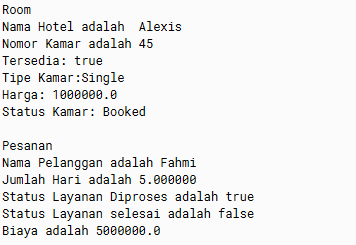 Room
Nama Hotel adalah  Alexis
Nomor Kamar adalah 45
Tersedia: true
Tipe Kamar:Single
Harga: 1000000.0
Status Kamar: Booked

Pesanan
Nama Pelanggan adalah Fahmi
Jumlah Hari adalah 5.000000
Status Layanan Diproses adalah true
Status Layanan selesai adalah false
Biaya adalah 5000000.0